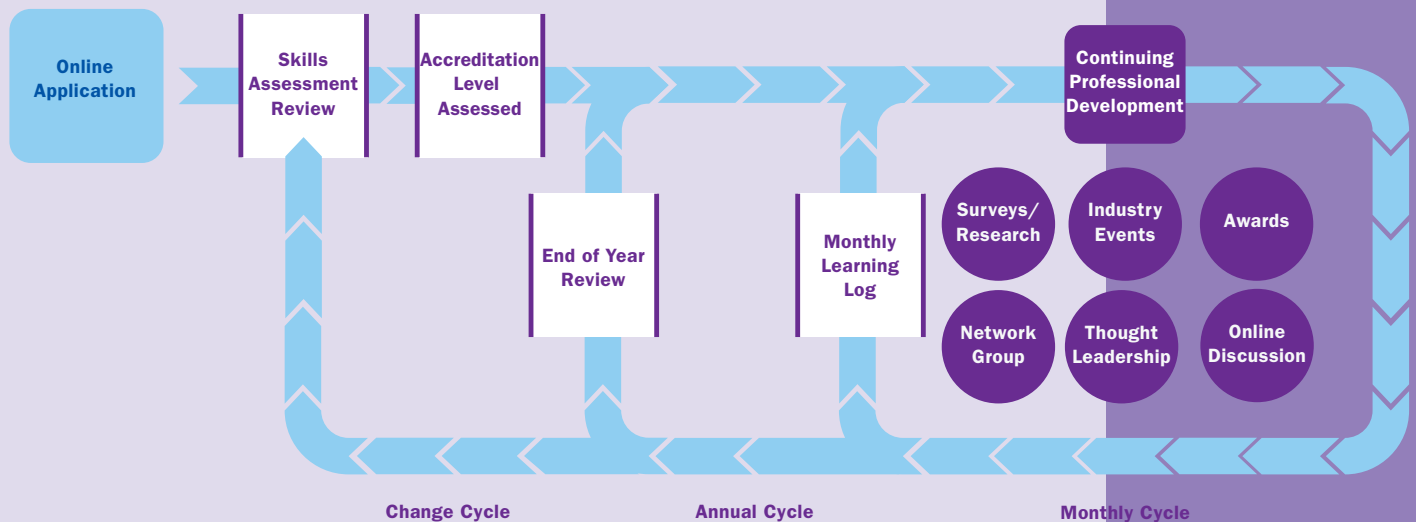 Online
Application
Skills
Assessment
Review
Accreditation
Level
Assessed
Continuing
Professional
Development
End of Year
Review
Monthly
Learning
Log
Surveys/
Research
Industry
Events
Awards
Network
Group
Thought
Leadership
Online
Discussion
Change Cycle
Annual Cycle
Monthly Cycle